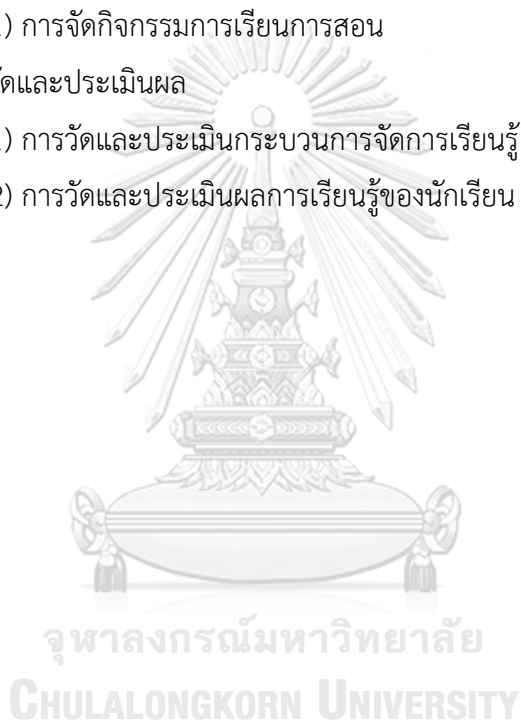 ) การจัดกิจกรรมการเรียนการสอน
ัดและประเมินผล
) การวัดและประเมินกระบวนการจัดการเรียนรู้
2) การวัดและประเมินผลการเรียนรู้ของนักเรียน
จุฬาลงกรณ์มหาวิทยาลัย
CHULALONGKORN UNIVERSITY